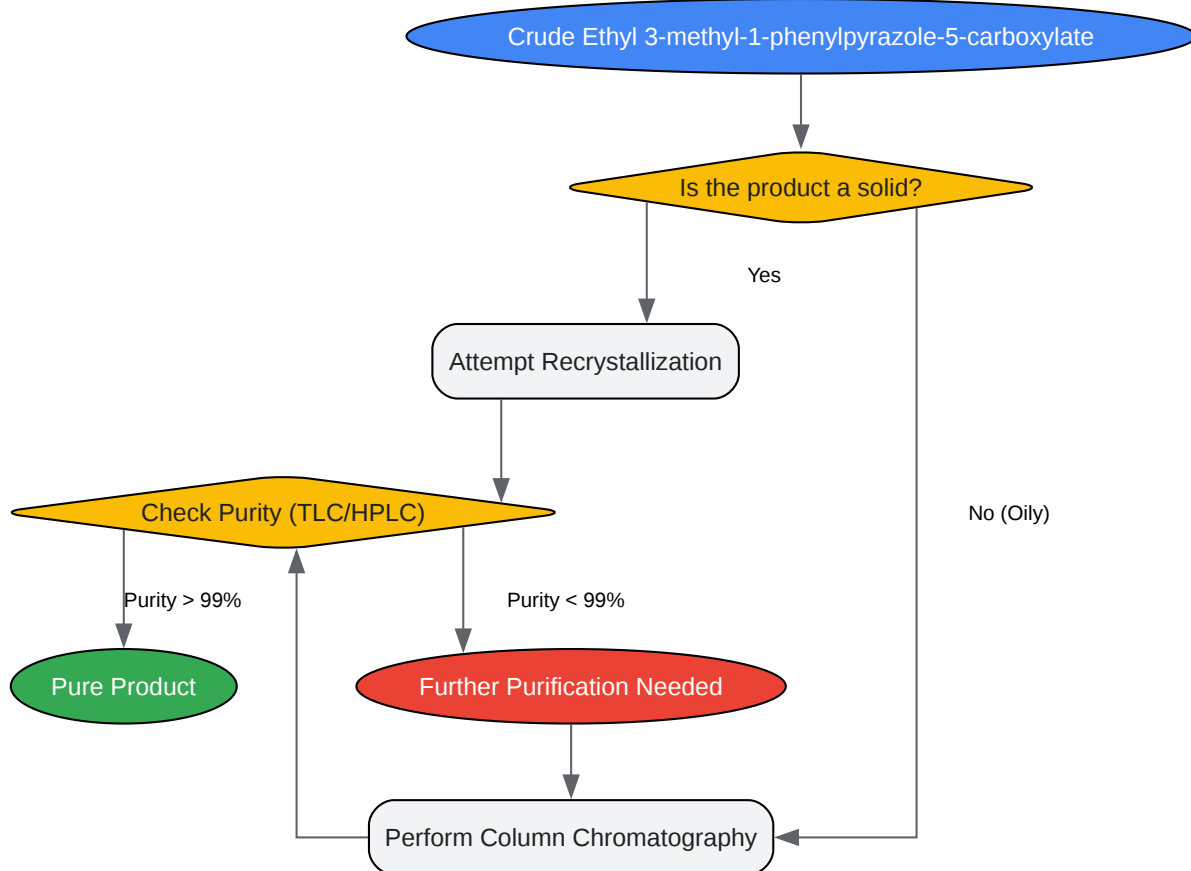 Crude Ethyl 3-methyl-1-phenylpyrazole-5-carboxylate
Is the product a solid?
Yes
Attempt Recrystallization
Check Purity (TLC/HPLC)
No (Oily)
Purity > 99%
Purity < 99%
Pure Product
Further Purification Needed
Perform Column Chromatography